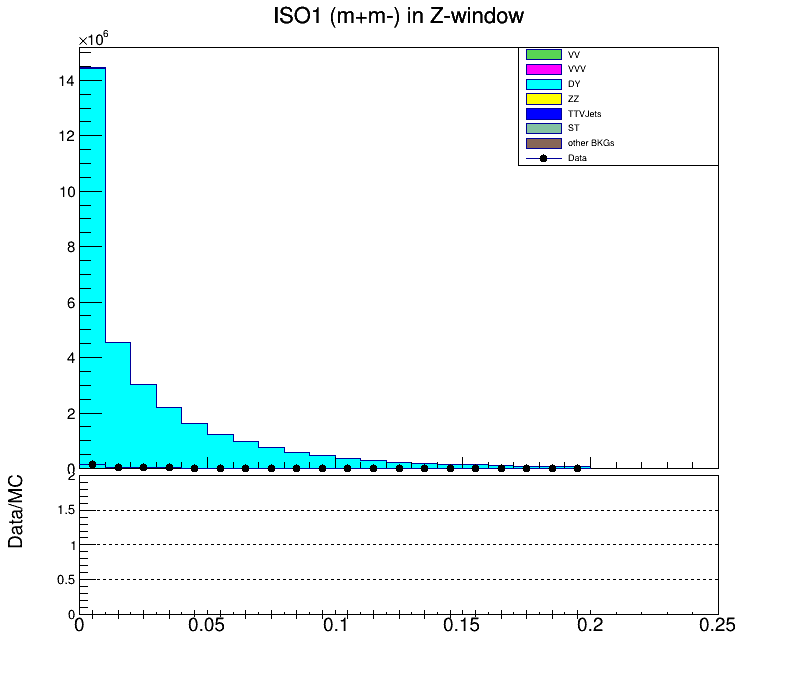 ISO1 (m+m-) in Z-window
×10⁶
14
12
10
8
6
4
2
0
VV
VVV
DY
ZZ
TTVJets
ST
other BKGs
Data
Data/MC
2
1.5
1
0.5
0
0 0.05 0.1 0.15 0.2 0.25